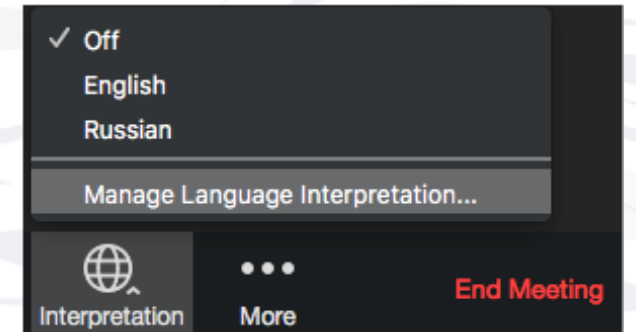 ✓ Off
English
Russian
Manage Language Interpretation...
Interpretation
More
End Meeting